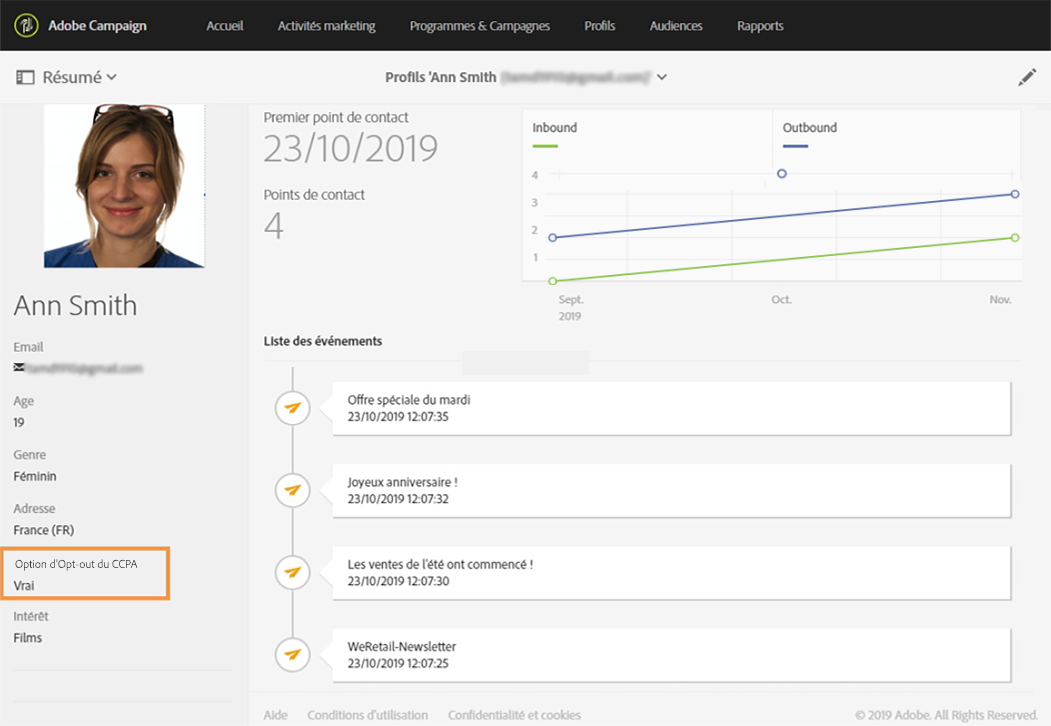 Adobe Campaign
Accueil
Activités marketing
Programmes & Campagnes
Profils
Audiences
Rapports
Résumé
Profils 'Ann Smith
Ann Smith
Email
Age
19
Genre
Féminin
Adresse
France (FR)
Option d'Opt-out du CCPA
Vrai
Intérêt
Films
Premier point de contact
23/10/2019
Points de contact
4
Inbound
Outbound
4
3
2
1
Sept.
2019
Oct.
Nov.
Liste des événements
Offre spéciale du mardi
23/10/2019 12:07:35
Joyeux anniversaire !
23/10/2019 12:07:32
Les ventes de l'été ont commencé !
23/10/2019 12:07:30
WeRetail-Newsletter
23/10/2019 12:07:25
Aide
Conditions d'utilisation
Confidentialité et cookies
© 2019 Adobe. All Rights Reserved.